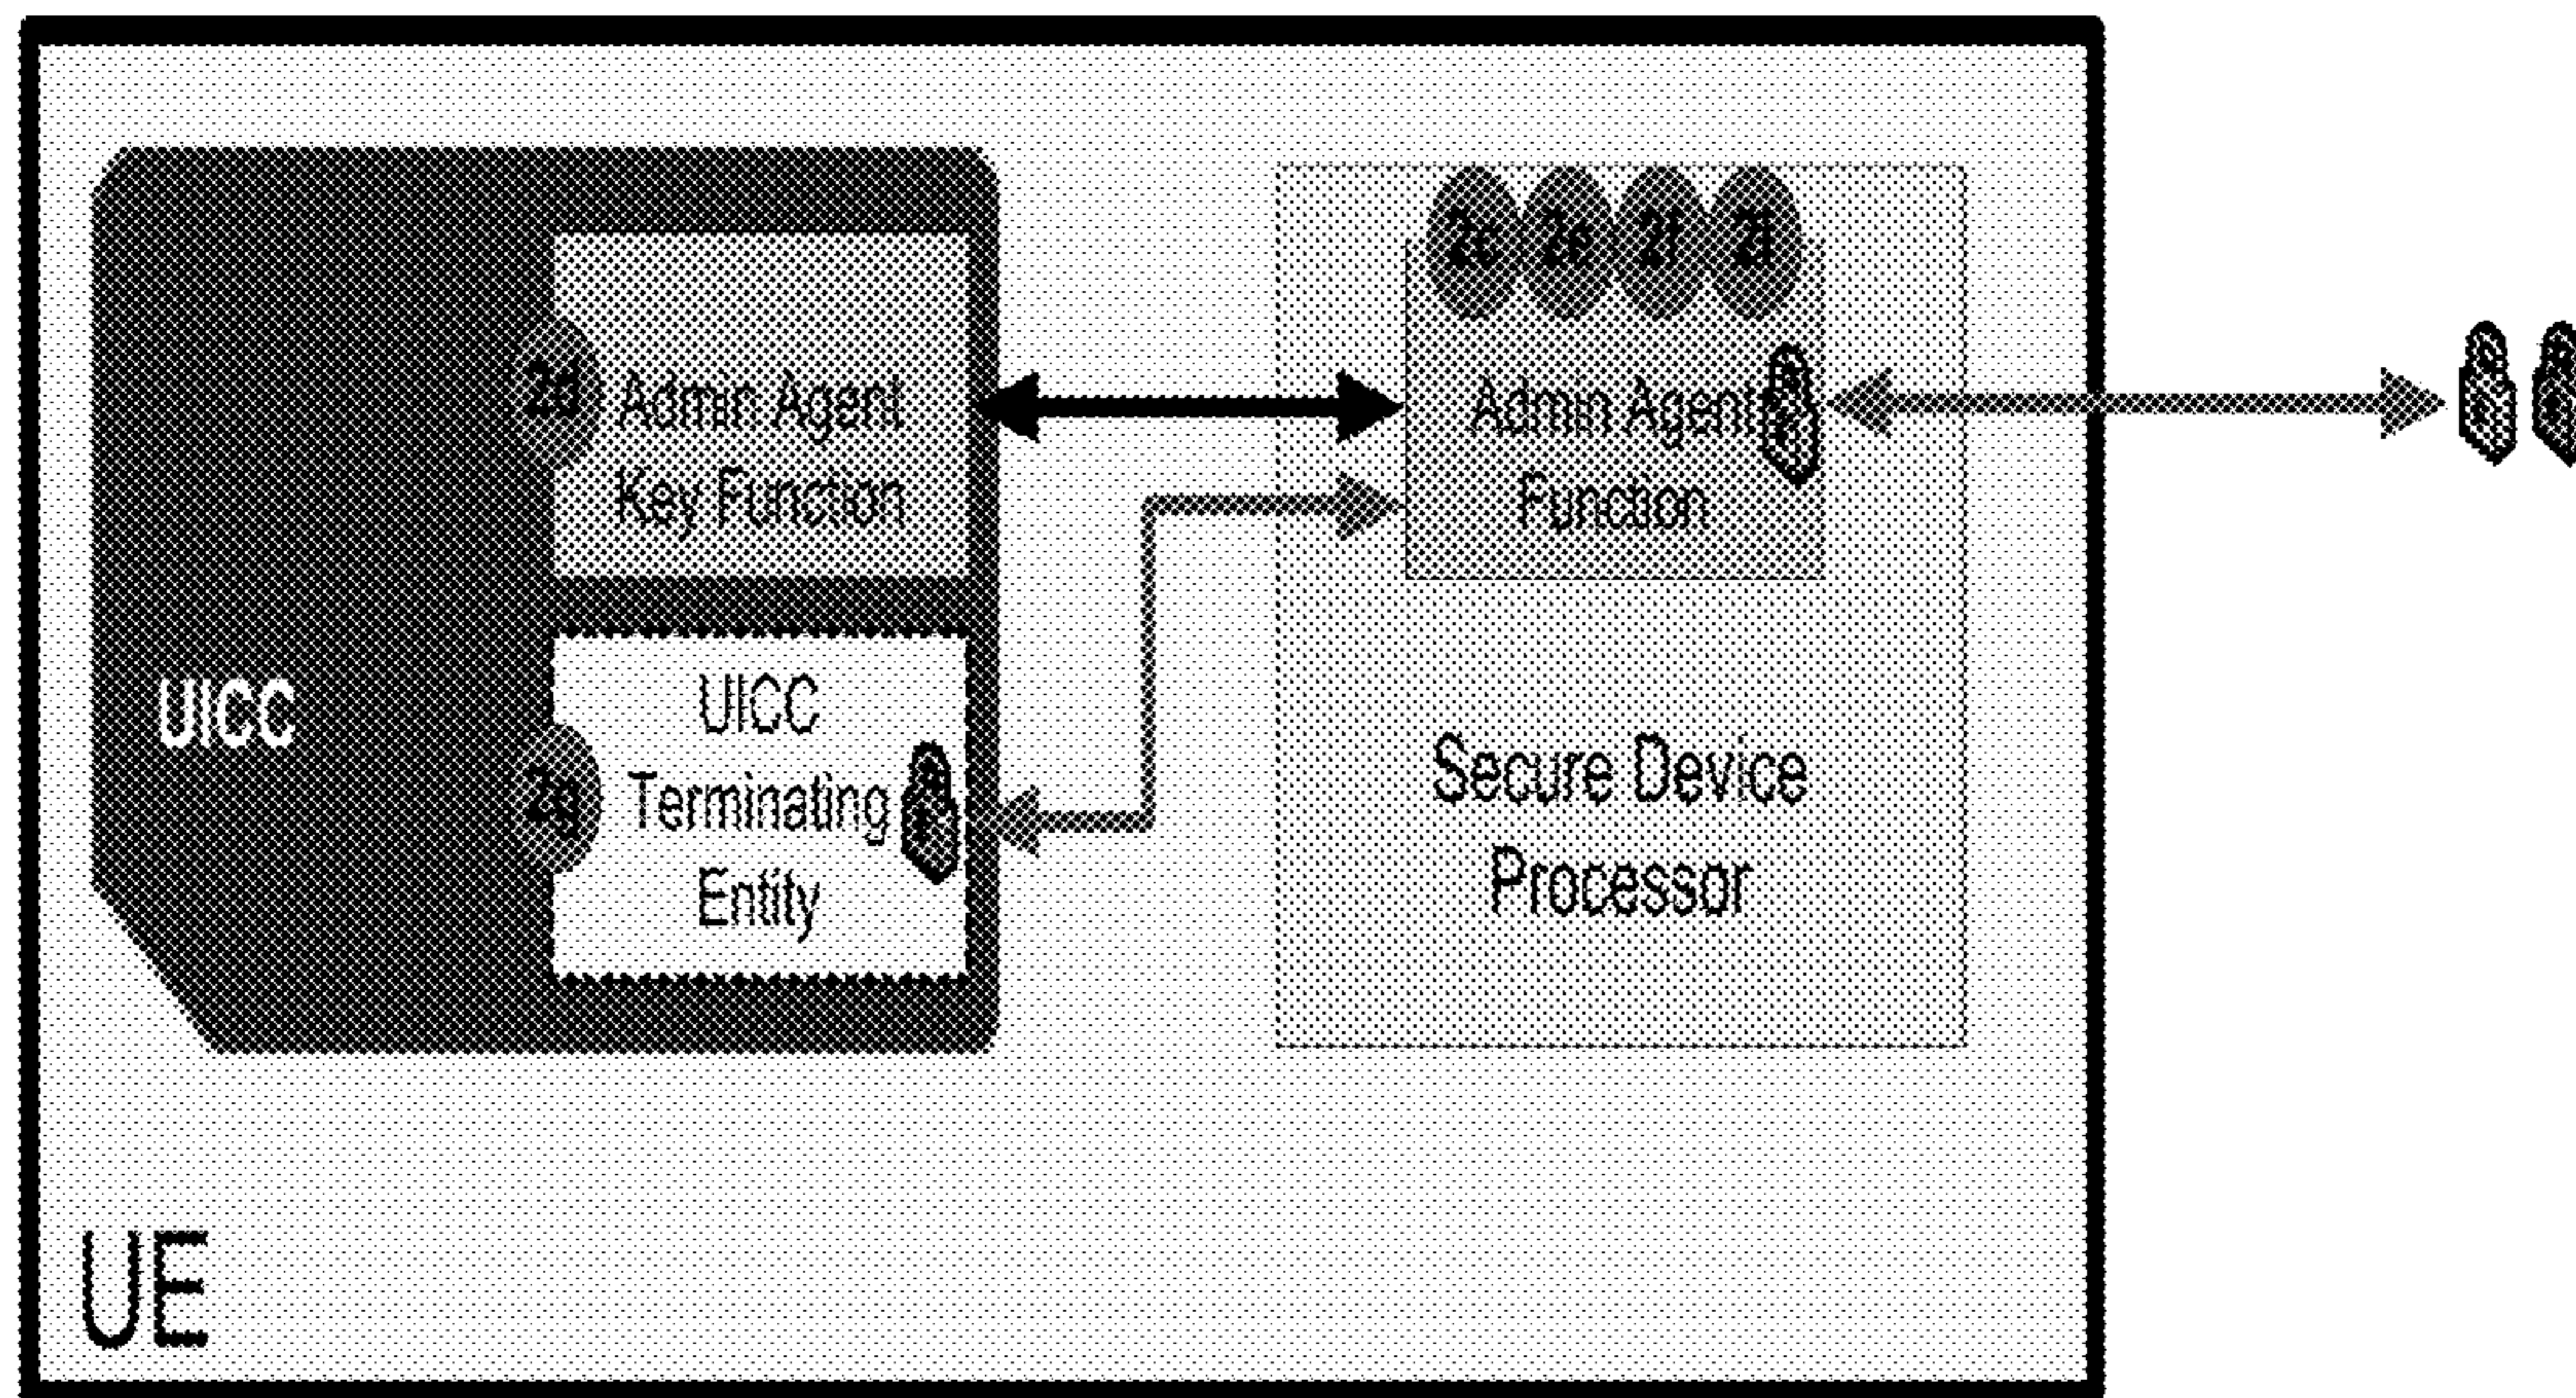 2c 2e 2f
2d Admin Agent
Key Function
Admin Agent
Function
UICC
UICC
2g Terminating
Entity
Secure Device
Processor
UE